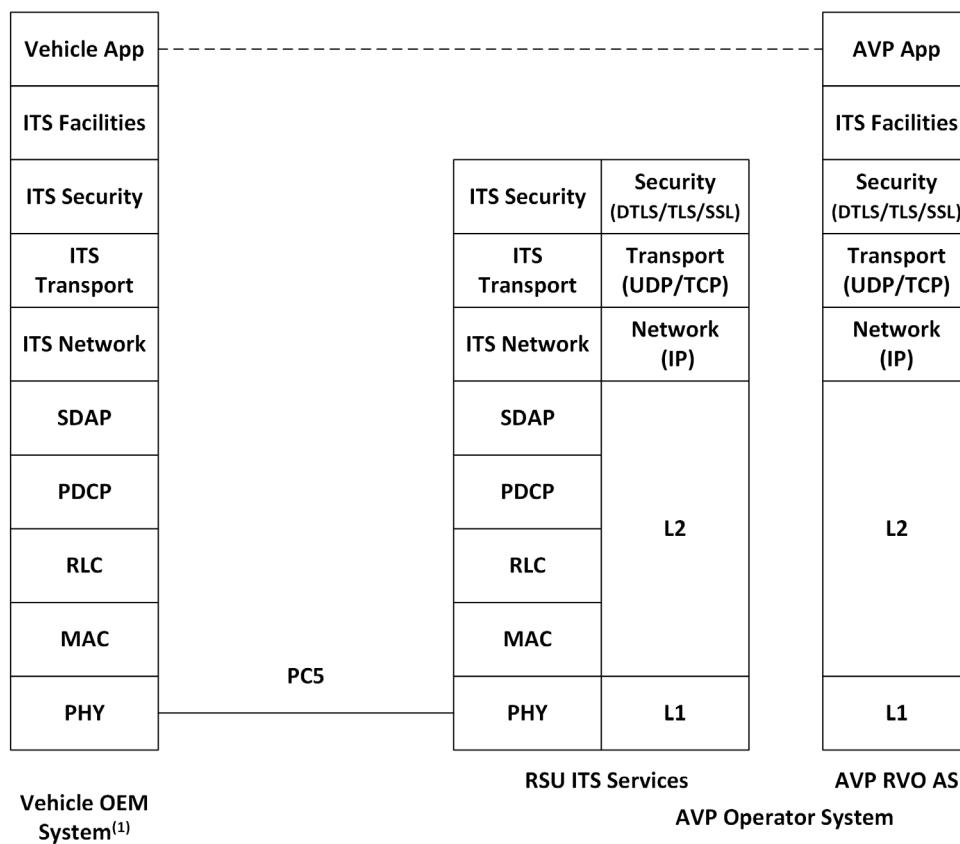 Vehicle App
AVP App
ITS Facilities
ITS Facilities
ITS Security
ITS Security
Security
(DTLS/TLS/SSL)
Security
(DTLS/TLS/SSL)
ITS
Transport
ITS
Transport
Transport
(UDP/TCP)
Transport
(UDP/TCP)
ITS Network
ITS Network
Network
(IP)
Network
(IP)
SDAP
SDAP
PDCP
PDCP
L2
L2
RLC
RLC
MAC
MAC
PC5
PHY
PHY
L1
L1
RSU ITS Services
AVP RVO AS
Vehicle OEM
System(1)
AVP Operator System